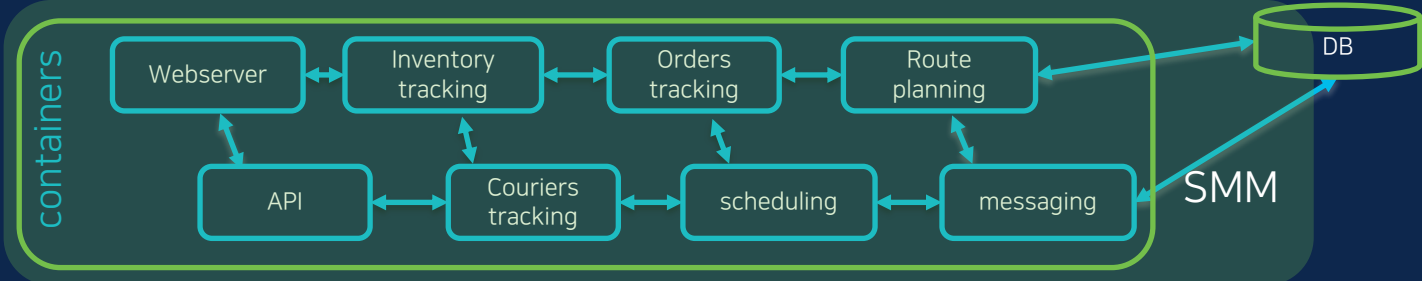 containers
Webserver
Inventory
tracking
Orders
tracking
Route
planning
DB
API
Couriers
tracking
scheduling
messaging
SMM